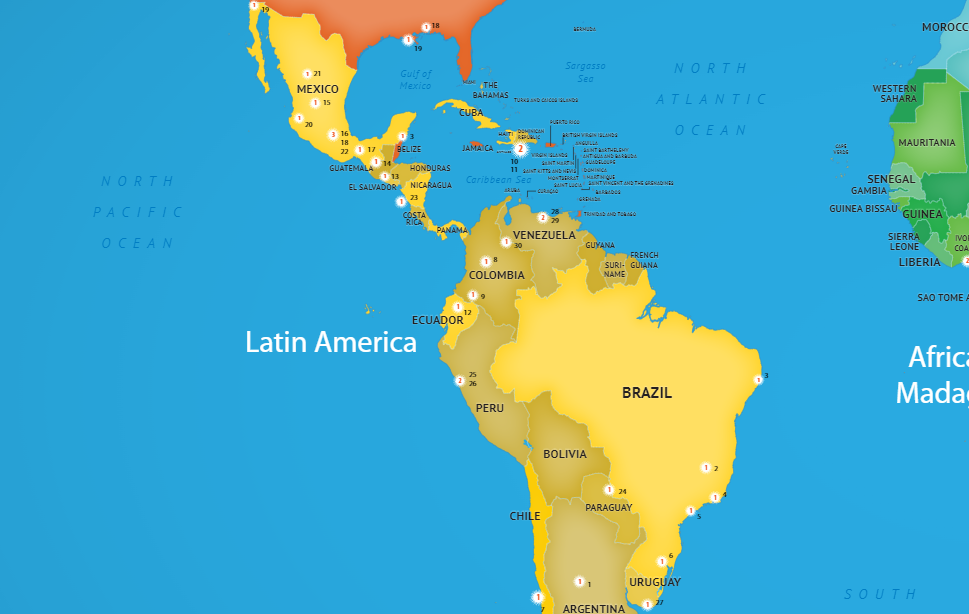 1 19
1 18
1 19
BERMUDA
MOROCC
Gulf of
Mexico
Sargasso
Sea
NORTH
ATLANTIC
OCEAN
1 21
MEXICO
1 15
1
20
3 16
18
22
MIAMI
THE
BAHAMAS
TURKS AND CAICOS ISLANDS
CUBA
WESTERN
SAHARA
MAURITANIA
CAPE
VERDE
1 3
BELIZE
1 17
1 14
GUATEMALA
HONDURAS
1 13
EL SALVADOR
NICARAGUA
1
23
COSTA
RICA
PANAMA
JAMAICA
HAITI
DOMINICAN
REPUBLIC
2
10
11
PUERTO RICO
BRITISH VIRGIN ISLANDS
ANGUILLA
VIRGIN ISLANDS
SAINT BARTHELEMY
ANTIGUA AND BARBUDA
SAINT MARTIN
GUADELOUPE
SAINT KITTS AND NEVIS
DOMINICA
MONTSERRAT
MARTINIQUE
SAINT LUCIA
SAINT VINCENT AND THE GRENADINES
BARBADOS
GRENADA
Caribbean Sea
ARUBA
CURAÇAO
TRINIDAD AND TOBAGO
NORTH
PACIFIC
OCEAN
SENEGAL
GAMBIA
GUINEA BISSAU
GUINEA
SIERRA
LEONE
LIBERIA
IVO
COA
2
SAO TOME A
2 28
29
VENEZUELA
1
30
GUYANA
FRENCH
GUIANA
SURI-
NAME
1 8
COLOMBIA
1 9
1
12
ECUADOR
Latin America
Africa
Madag
2 25
26
PERU
BRAZIL
1 3
BOLIVIA
1 2
1 4
1 5
1 24
PARAGUAY
CHILE
1 6
URUGUAY
1 27
1 1
1
7
ARGENTINA
SOUTH